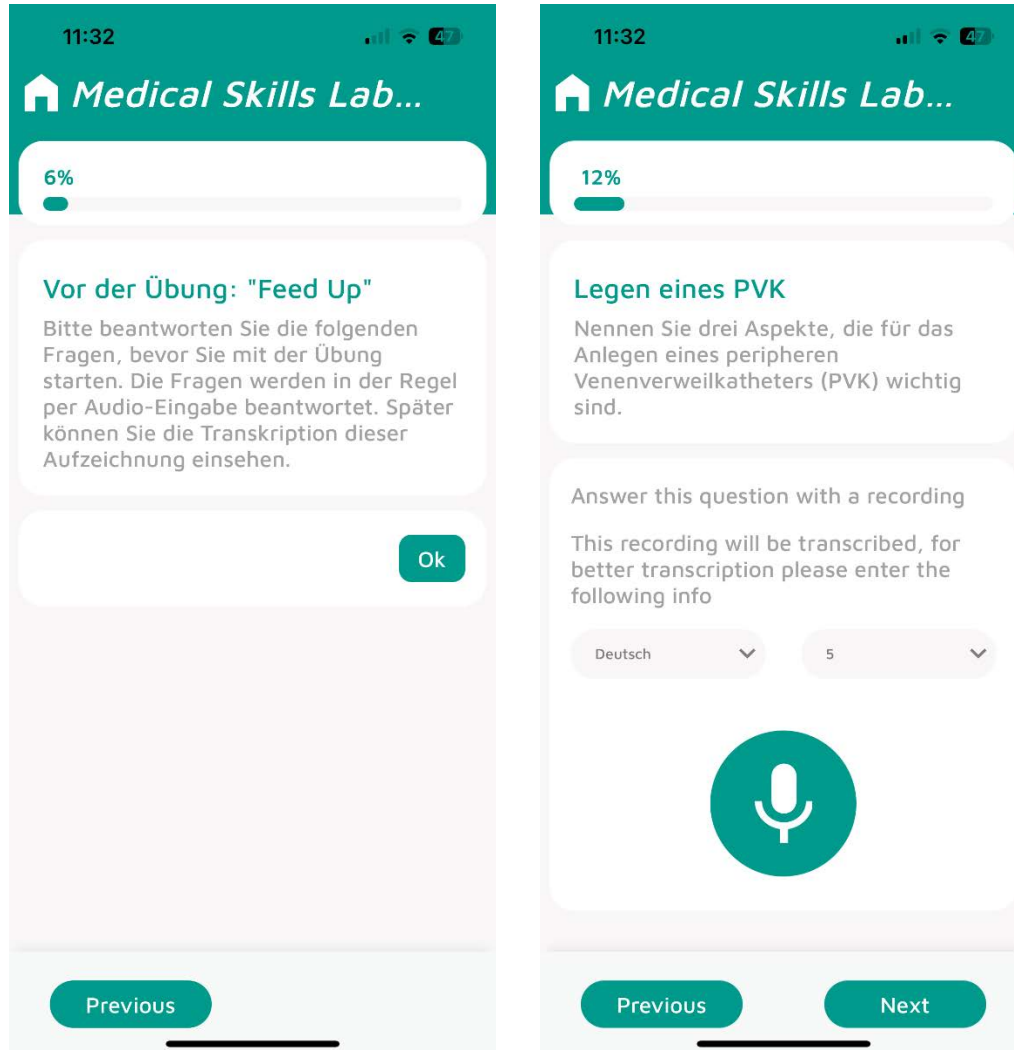 11:32
47
Medical Skills Lab...
6%
Vor der Übung: "Feed Up"
Bitte beantworten Sie die folgenden
Fragen, bevor Sie mit der Übung
starten. Die Fragen werden in der Regel
per Audio-Eingabe beantwortet. Später
können Sie die Transkription dieser
Aufzeichnung einsehen.
Ok
Previous
11:32
47
Medical Skills Lab...
12%
Legen eines PVK
Nennen Sie drei Aspekte, die für das
Anlegen eines peripheren
Venenverweilkatheters (PVK) wichtig
sind.
Answer this question with a recording
This recording will be transcribed, for
better transcription please enter the
following info
Deutsch
5
Previous
Next